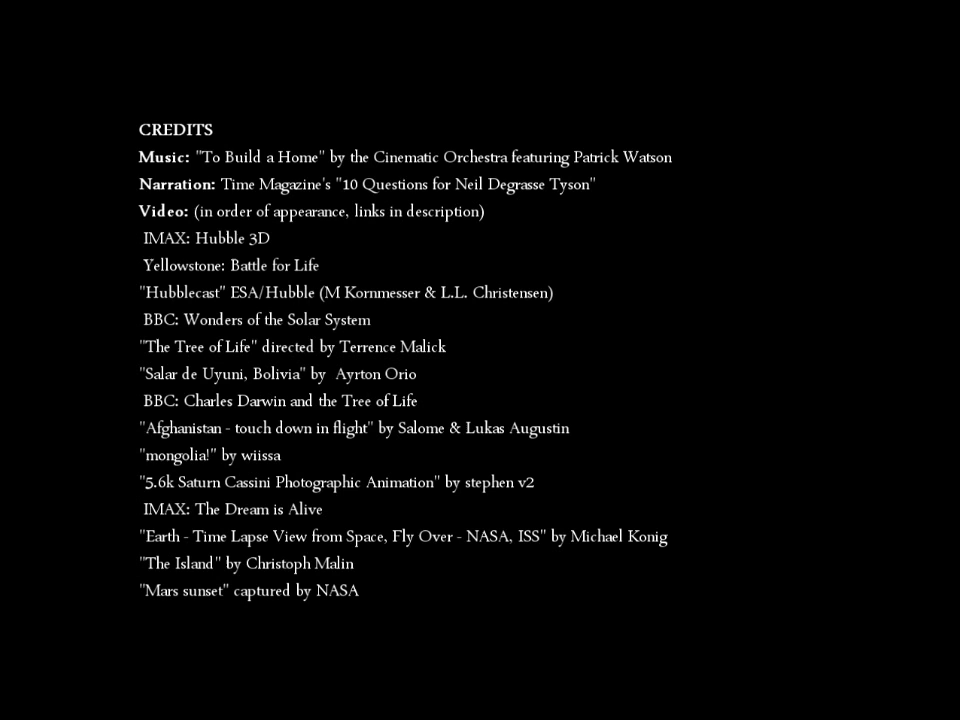 CREDITS
Music: "To Build a Home" by the Cinematic Orchestra featuring Patrick Watson
Narration: Time Magazine's "10 Questions for Neil Degrasse Tyson"
Video: (in order of appearance, links in description)
IMAX: Hubble 3D
Yellowstone: Battle for Life
"Hubblecast" ESA/Hubble (M Kornmesser & L.L. Christensen)
BBC: Wonders of the Solar System
"The Tree of Life" directed by Terrence Malick
"Salar de Uyuni, Bolivia" by Ayrton Orio
BBC: Charles Darwin and the Tree of Life
"Afghanistan - touch down in flight" by Salome & Lukas Augustin
"mongolia!" by wiissa
"5.6k Saturn Cassini Photographic Animation" by stephen v2
IMAX: The Dream is Alive
"Earth - Time Lapse View from Space, Fly Over - NASA, ISS" by Michael Konig
"The Island" by Christoph Malin
"Mars sunset" captured by NASA